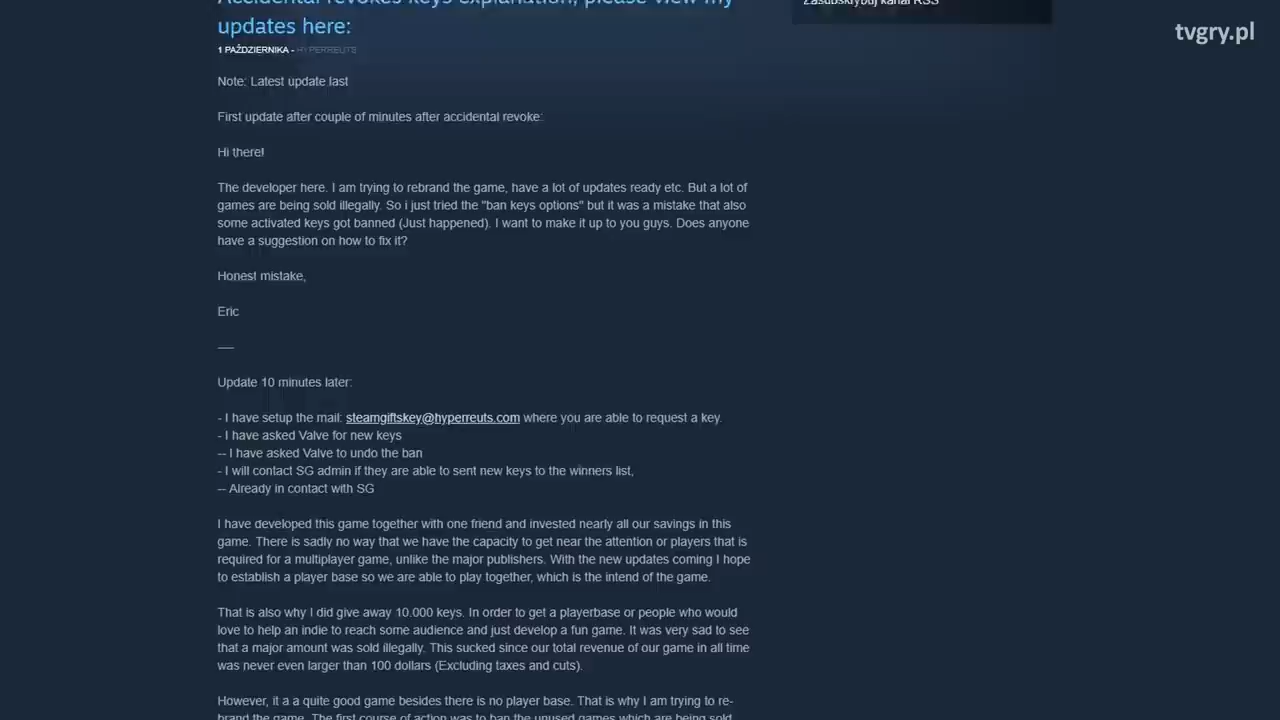 Accidental revokes keys explanation, please view my
updates here:
Zasubskrybuj kanał RSS
tvgry.pl
1 PAŹDZIERNIKA - HYPERREUTS
Note: Latest update last
First update after couple of minutes after accidental revoke:
Hi there!
The developer here. I am trying to rebrand the game, have a lot of updates ready etc. But a lot of
games are being sold illegally. So i just tried the "ban keys options" but it was a mistake that also
some activated keys got banned (Just happened). I want to make it up to you guys. Does anyone
have a suggestion on how to fix it?
Honest mistake,
Eric
----
Update 10 minutes later:
- I have setup the mail: steamgiftskey@hyperreuts.com where you are able to request a key.
- I have asked Valve for new keys
-- I have asked Valve to undo the ban
- I will contact SG admin if they are able to sent new keys to the winners list,
-- Already in contact with SG
I have developed this game together with one friend and invested nearly all our savings in this
game. There is sadly no way that we have the capacity to get near the attention or players that is
required for a multiplayer game, unlike the major publishers. With the new updates coming I hope
to establish a player base so we are able to play together, which is the intend of the game.
That is also why I did give away 10.000 keys. In order to get a playerbase or people who would
love to help an indie to reach some audience and just develop a fun game. It was very sad to see
that a major amount was sold illegally. This sucked since our total revenue of our game in all time
was never even larger than 100 dollars (Excluding taxes and cuts).
However, it a a quite good game besides there is no player base. That is why I am trying to re-
brand the game. The first course of action was to ban the unused games which are being sold